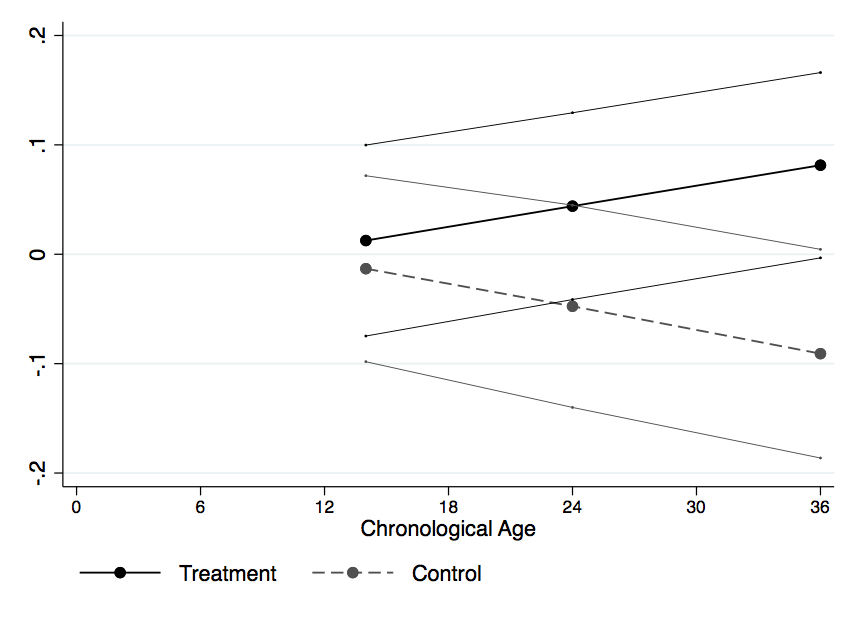 .2
.1
0
-.1
-.2
0 6 12 18 24 30 36
Chronological Age
Treatment Control